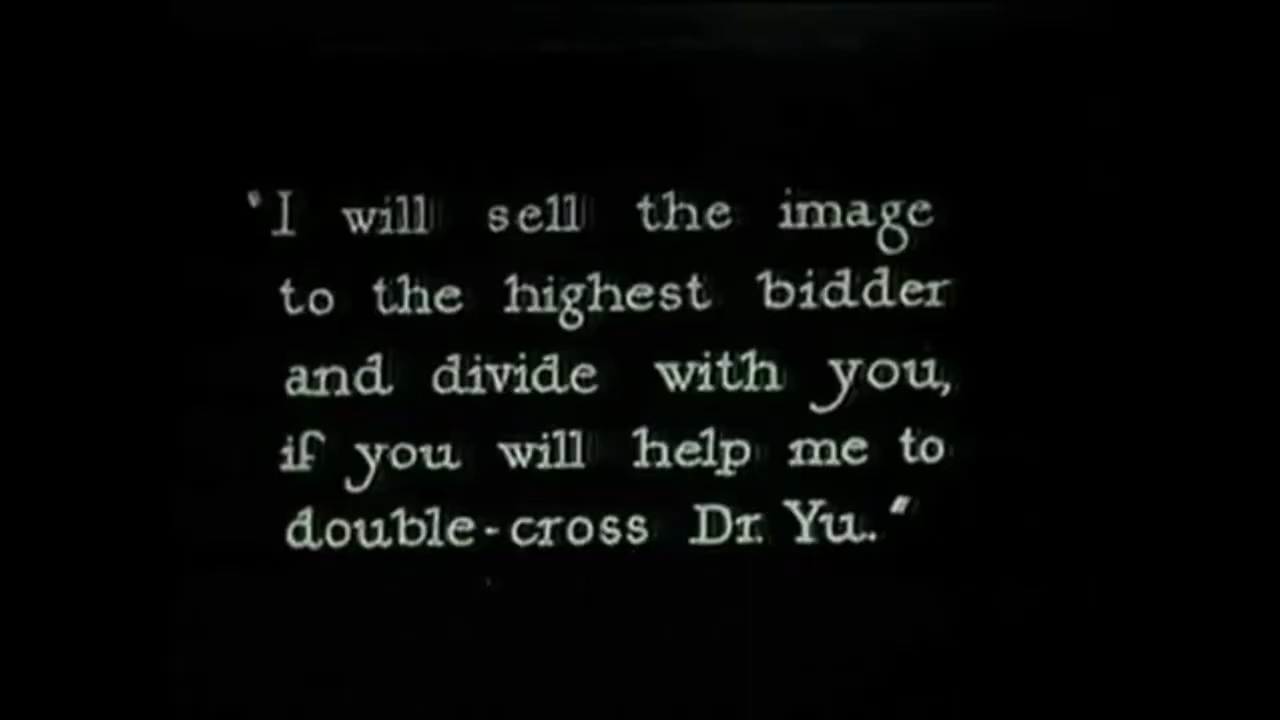 "I will sell the image
to the highest bidder
and divide with you,
if you will help me to
double-cross Dr. Yu."